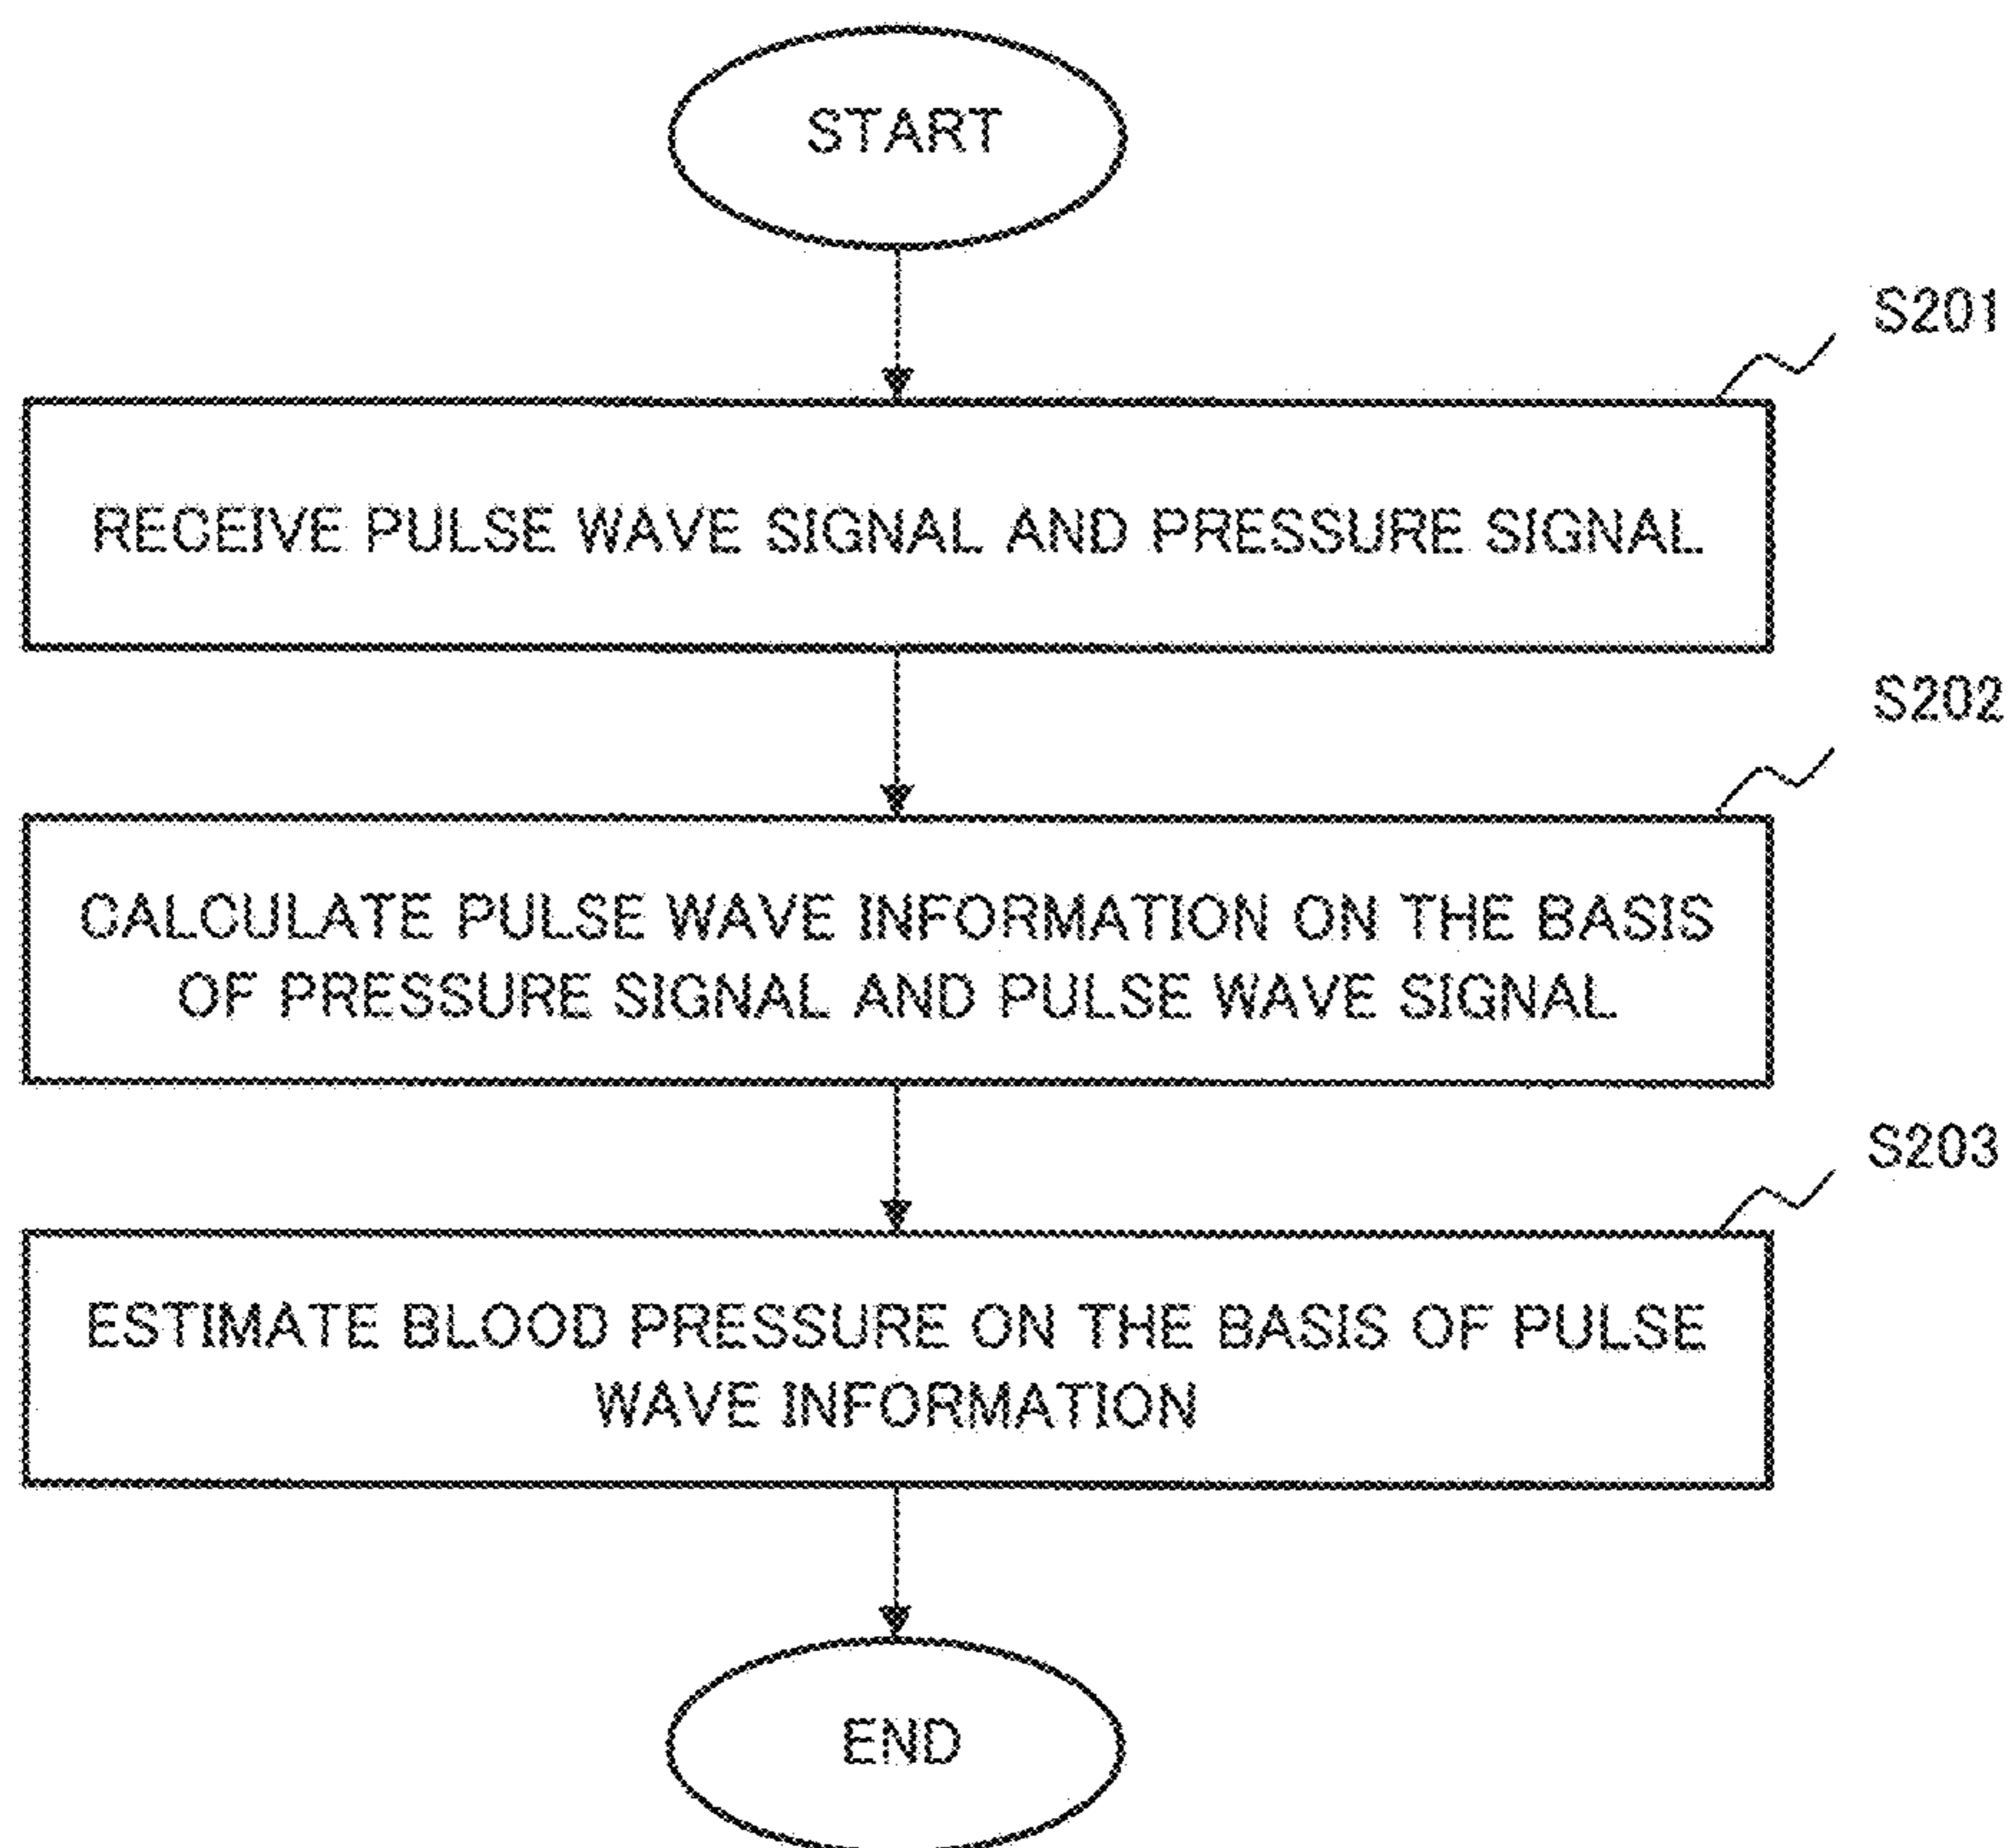 START
S201
RECEIVE PULSE WAVE SIGNAL AND PRESSURE SIGNAL
S202
CALCULATE PULSE WAVE INFORMATION ON THE BASIS
OF PRESSURE SIGNAL AND PULSE WAVE SIGNAL
S203
ESTIMATE BLOOD PRESSURE ON THE BASIS OF PULSE
WAVE INFORMATION
END